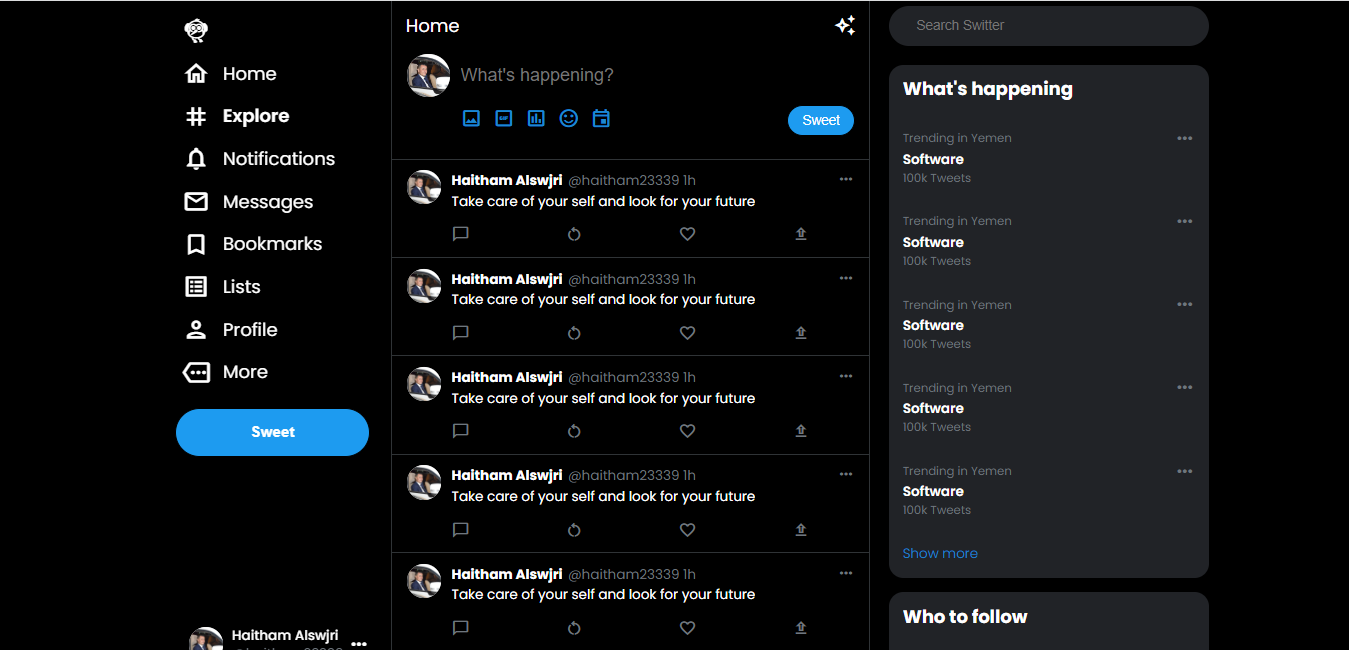 Home
Explore
Notifications
Messages
Bookmarks
Lists
Profile
More
Sweet
Haitham Alswjri
Home
What's happening?
GIF
Sweet
Haitham Alswjri @haitham23339 1h
Take care of your self and look for your future
Haitham Alswjri @haitham23339 1h
Take care of your self and look for your future
Haitham Alswjri @haitham23339 1h
Take care of your self and look for your future
Haitham Alswjri @haitham23339 1h
Take care of your self and look for your future
Haitham Alswjri @haitham23339 1h
Take care of your self and look for your future
Search Switter
What's happening
Trending in Yemen
Software
100k Tweets
Trending in Yemen
Software
100k Tweets
Trending in Yemen
Software
100k Tweets
Trending in Yemen
Software
100k Tweets
Trending in Yemen
Software
100k Tweets
Show more
Who to follow